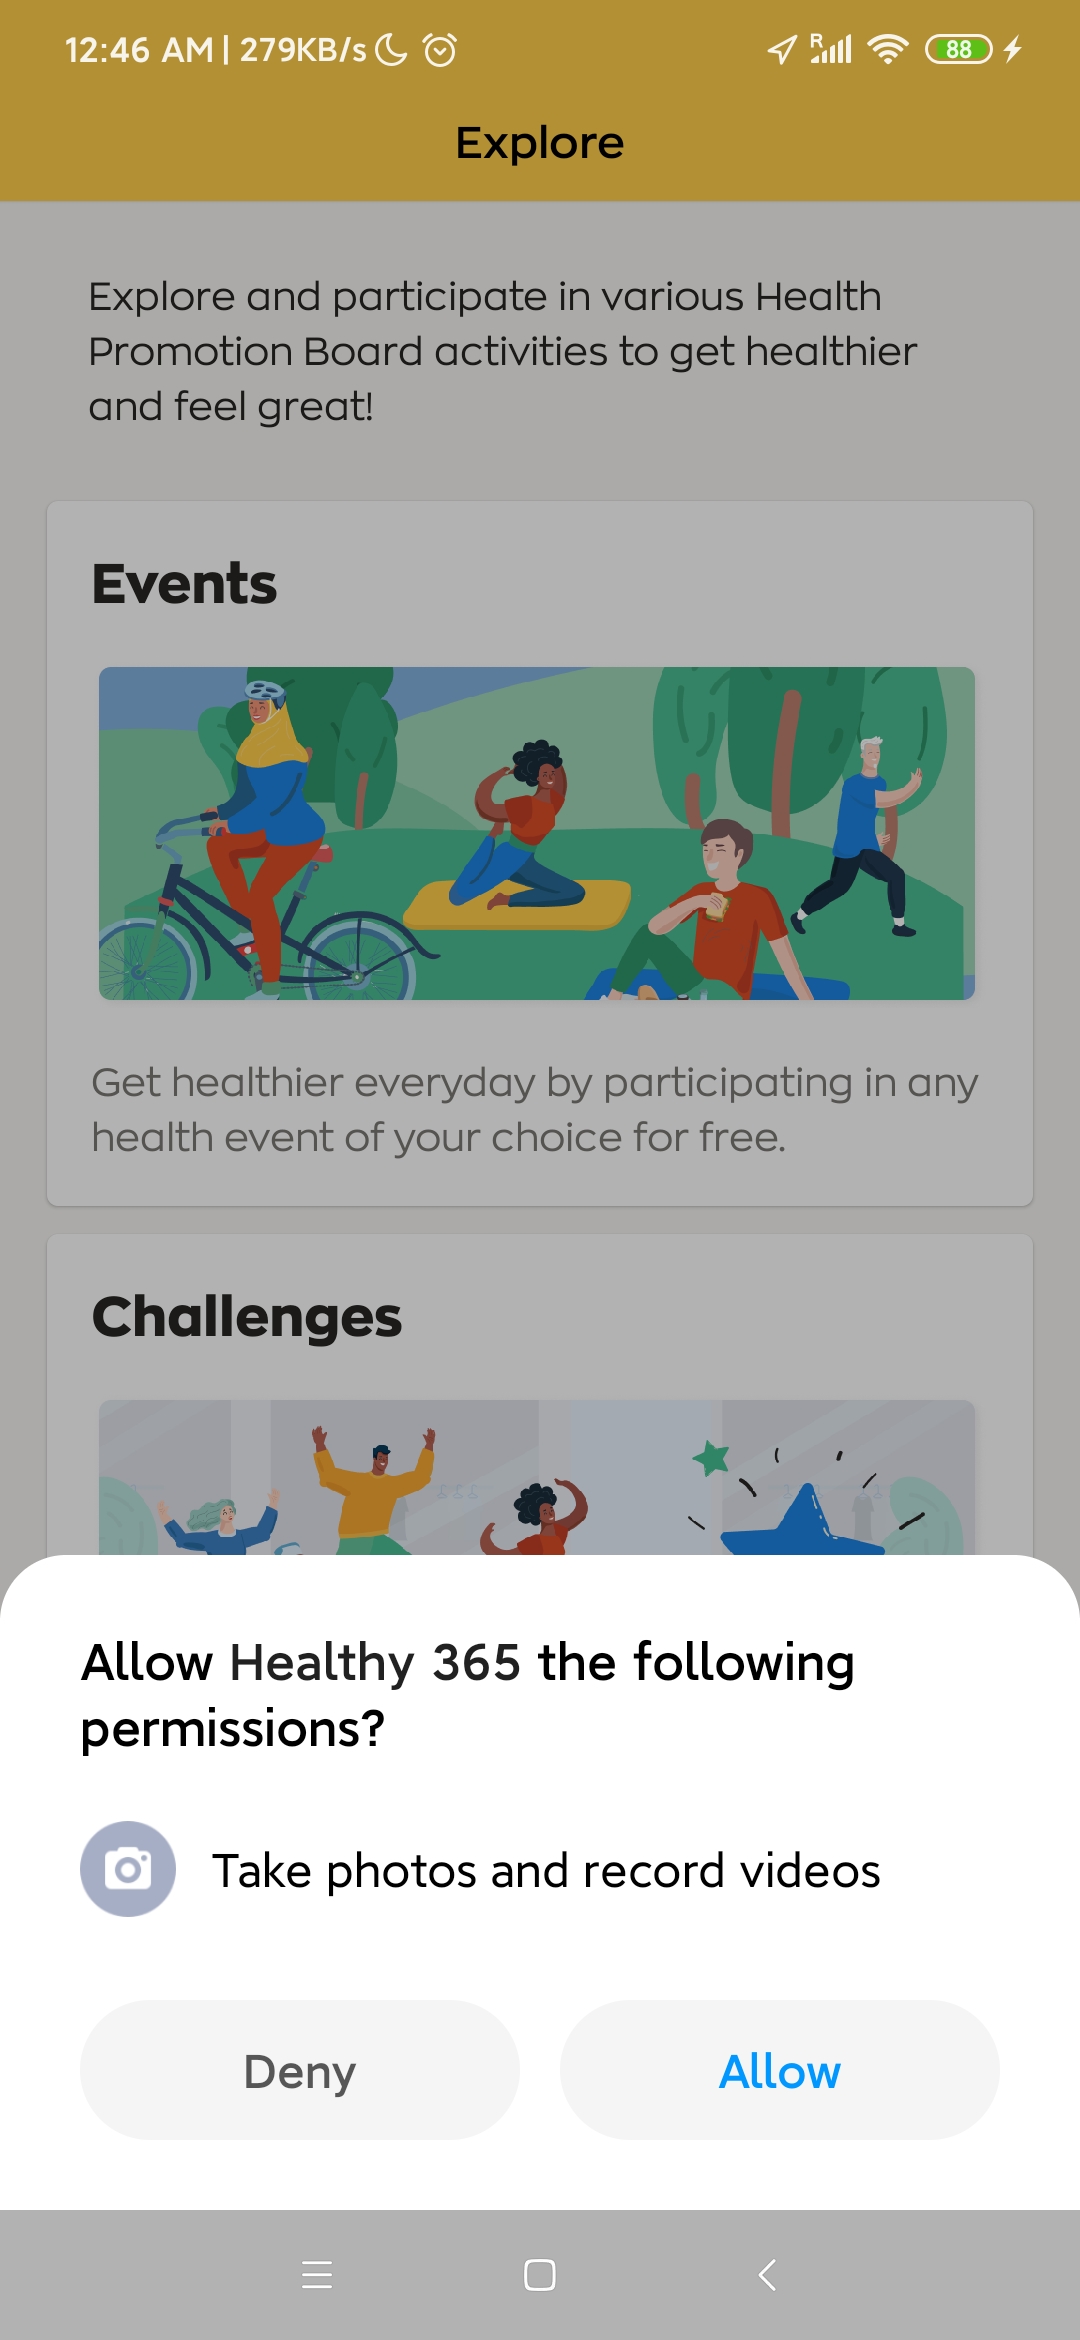 12:46 AM | 279KB/s R 88
Explore
Explore and participate in various Health
Promotion Board activities to get healthier
and feel great!
Events
Get healthier everyday by participating in any
health event of your choice for free.
Challenges
Allow Healthy 365 the following
permissions?
Take photos and record videos
Deny Allow